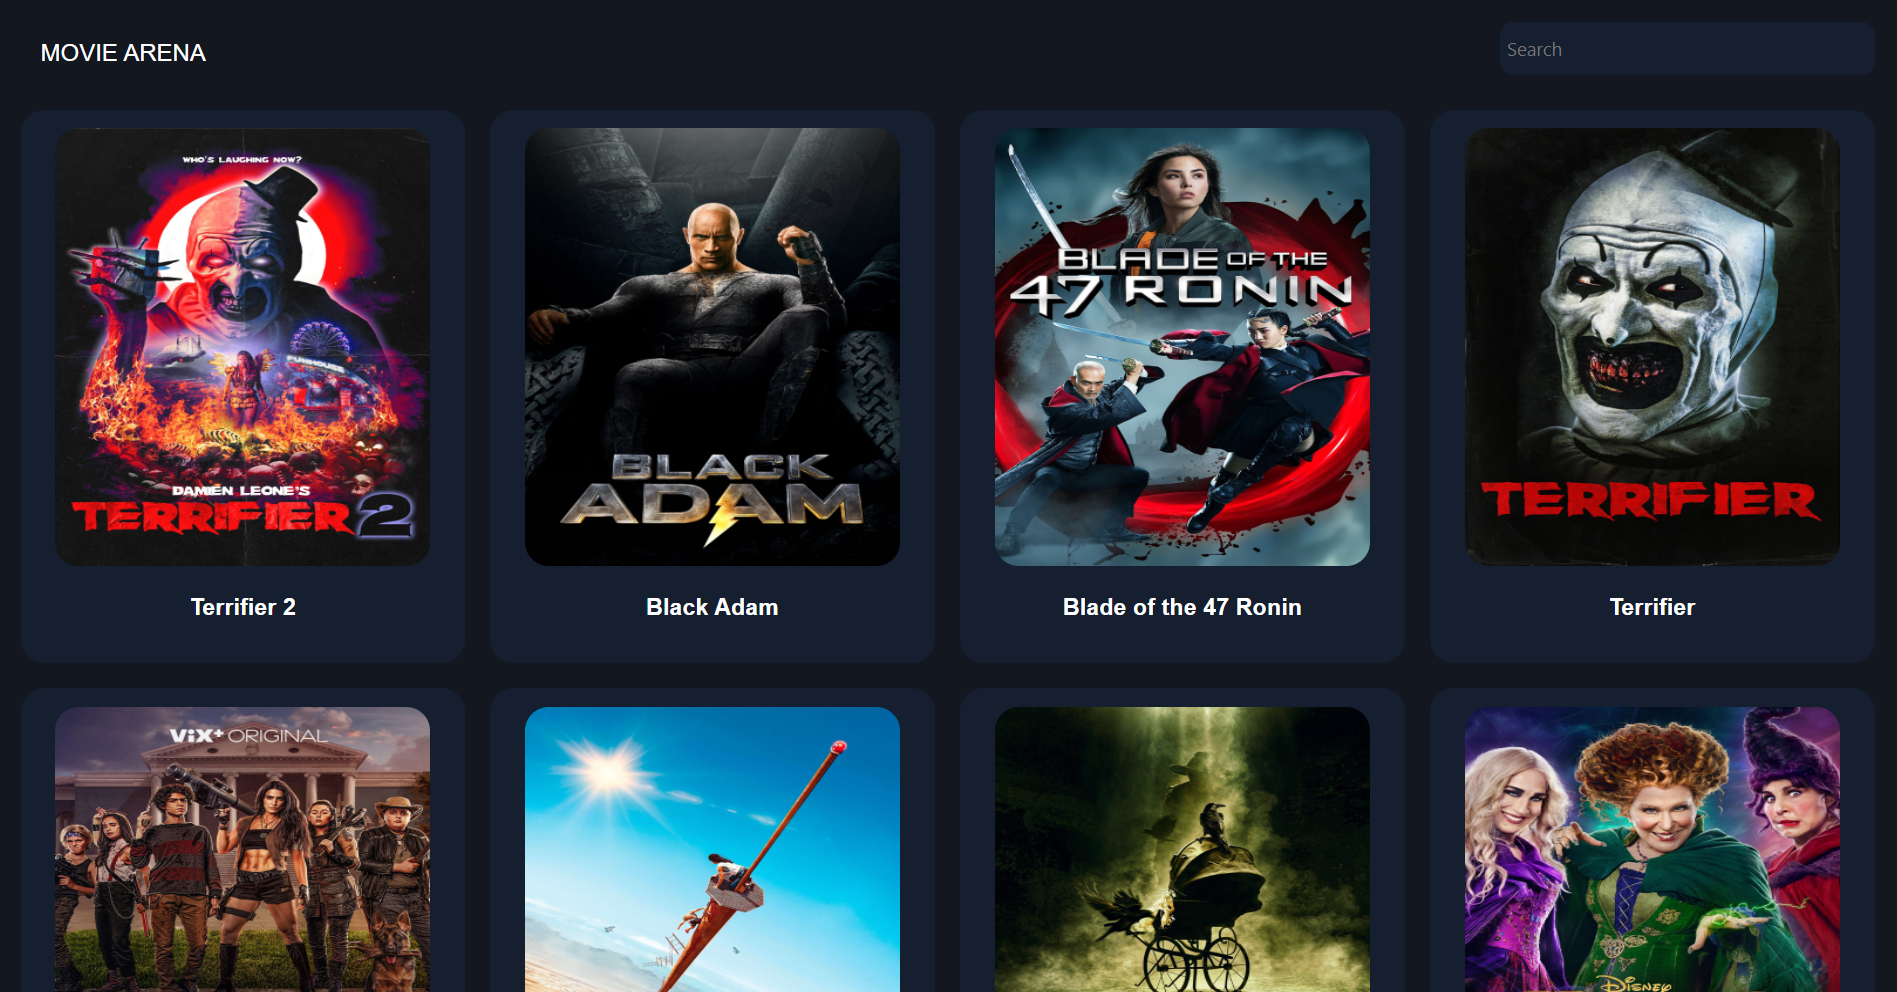 MOVIE ARENA
Search
WHO'S LAUGHING NOW?
FUNHOUSE
DAMIEN LEONE'S
TERRIFIER 2
BLACK
ADAM
BLADE OF THE
47 RONIN
TERRIFIER
Terrifier 2
Black Adam
Blade of the 47 Ronin
Terrifier
ViX+ ORIGINAL
DISNEY